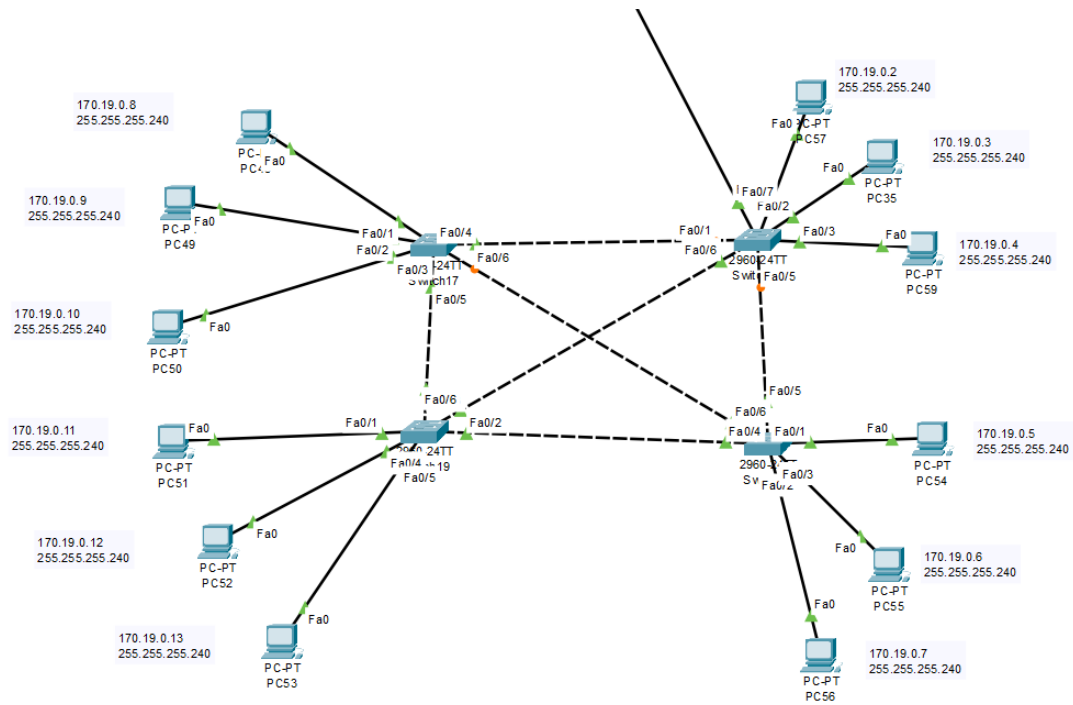 170.19.0.8
255.255.255.240
Fa0
170.19.0.9
255.255.255.240
Fa0
PC49
170.19.0.10
255.255.255.240
Fa0
PC-PT
PC50
Fa0/1
Fa0/2
Fa0/3
Fa0/4
Fa0/6
Fa0/5
-24TT
Switch17
170.19.0.2
255.255.255.240
Fa0
C-PT
PC57
170.19.0.3
255.255.255.240
Fa0
PC-PT
PC35
170.19.0.4
255.255.255.240
Fa0
PC-PT
PC59
Fa0/7
Fa0/2
Fa0/1
Fa0/6
Fa0/3
Fa0/5
2960-24TT
170.19.0.11
255.255.255.240
Fa0
PC-PT
PC51
170.19.0.12
255.255.255.240
Fa0
PC-PT
PC52
170.19.0.13
255.255.255.240
Fa0
PC-PT
PC53
Fa0/6
Fa0/1
Fa0/2
Fa0/4
Fa0/5
24TT
h19
Fa0/5
Fa0/6
Fa0/4
Fa0/1
Fa0/3
Fa0/2
170.19.0.5
255.255.255.240
Fa0
PC-PT
PC54
170.19.0.6
255.255.255.240
Fa0
PC-PT
PC55
170.19.0.7
255.255.255.240
Fa0
PC-PT
PC56